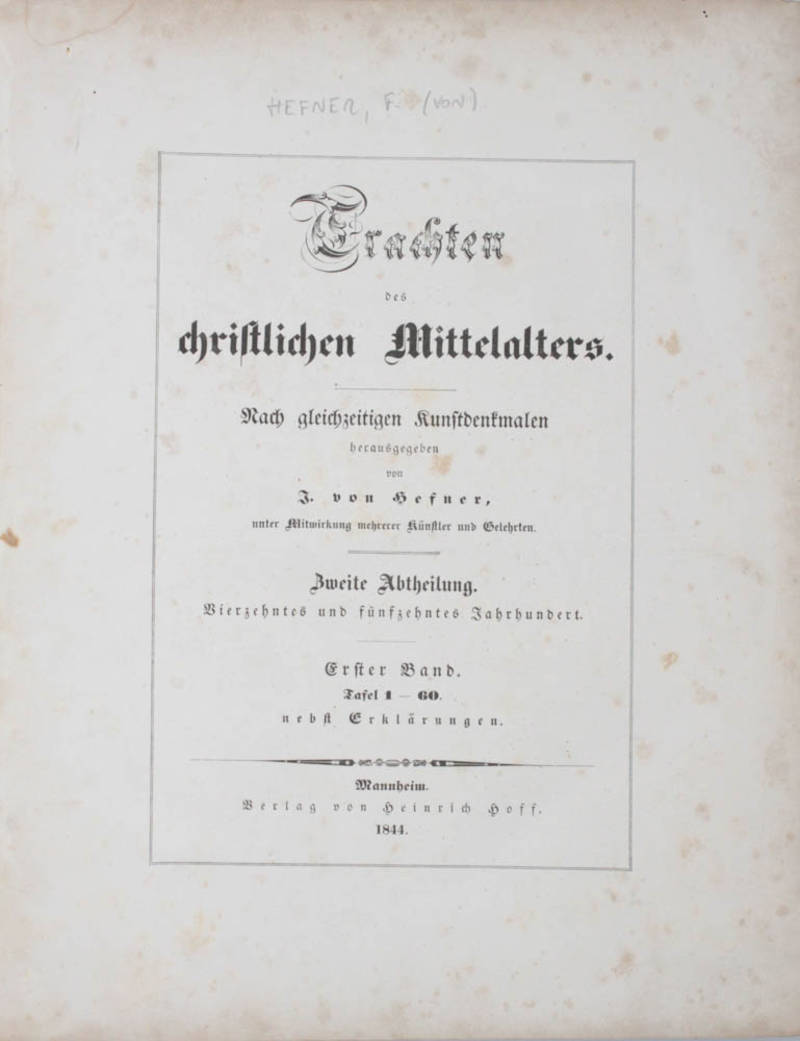 HEFNER, F. (VON)
Trachten
des
christlichen Mittelalters.
Nach gleichzeitigen Kunstdenkmalen
herausgegeben
von
J. von Hefner,
unter Mitwirkung mehrerer Künstler und Gelehrten.
Zweite Abtheilung.
Vierzehntes und fünfzehntes Jahrhundert.
Erster Band.
Tafel 1 — 60.
nebst Erklärungen.
Mannheim.
Verlag von Heinrich Hoff.
1844.